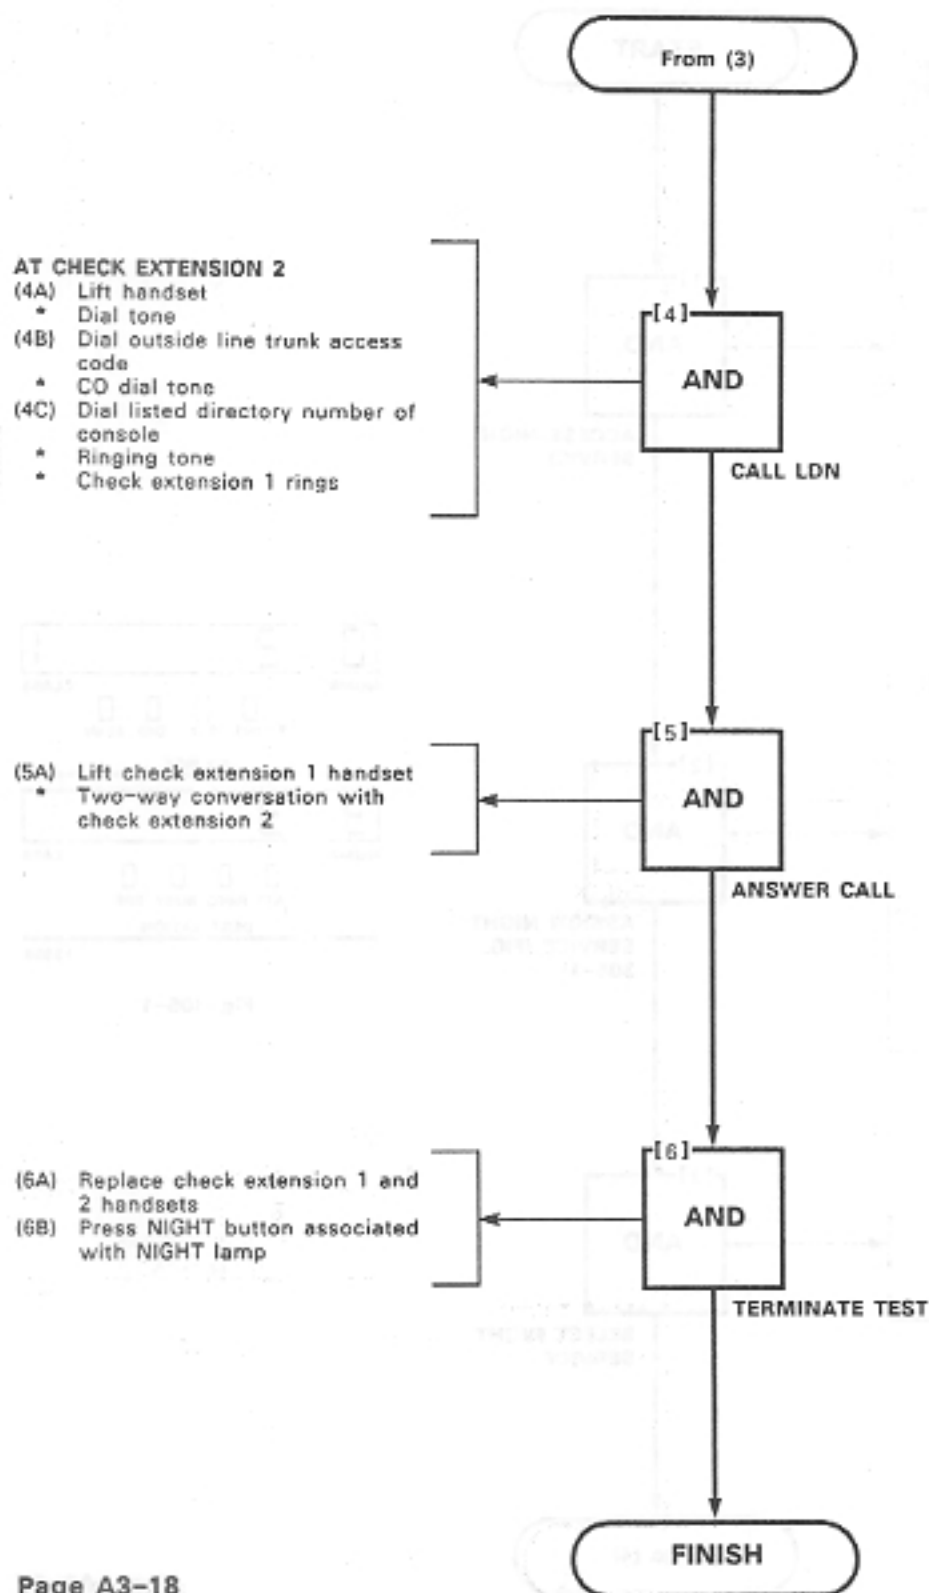 From (3)
AT CHECK EXTENSION 2
(4A) Lift handset
* Dial tone
(4B) Dial outside line trunk access
code
* CO dial tone
(4C) Dial listed directory number of
console
* Ringing tone
* Check extension 1 rings
[4]
AND
CALL LDN
(5A) Lift check extension 1 handset
* Two-way conversation with
check extension 2
[5]
AND
ANSWER CALL
(6A) Replace check extension 1 and
2 handsets
(6B) Press NIGHT button associated
with NIGHT lamp
[6]
AND
TERMINATE TEST
FINISH
Page A3-18